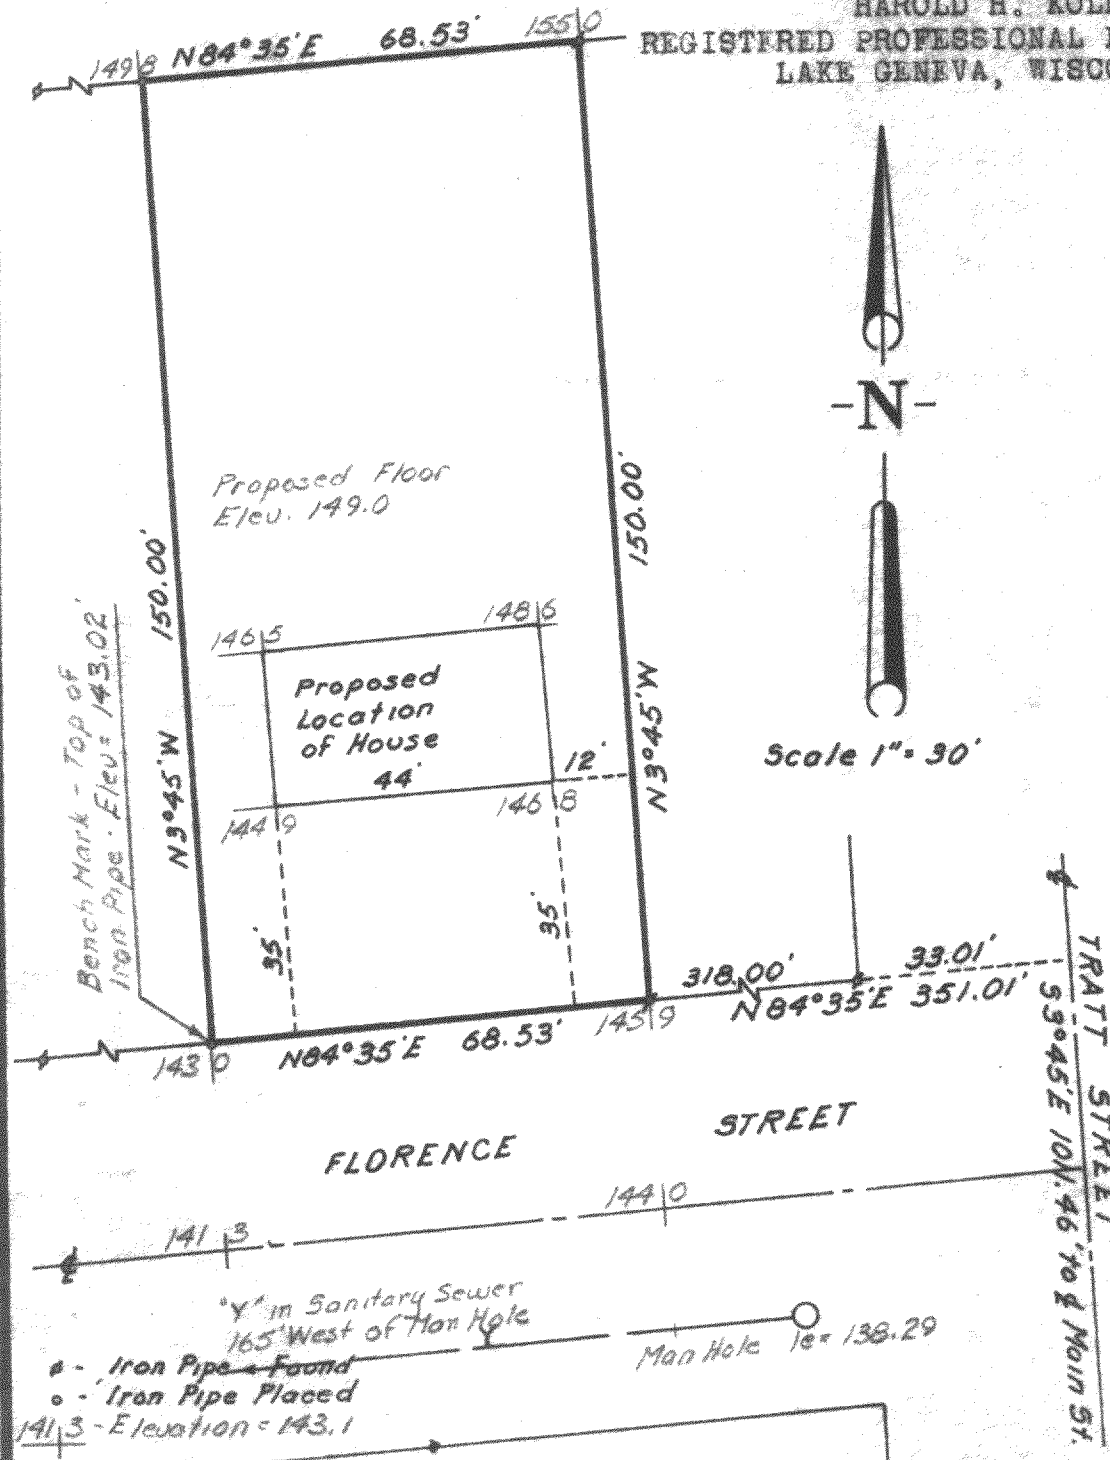 HAROLD H.
REGISTERED PROFESSIONAL
LAKE GENEVA,
149|8 N84°35'E 68.53' 155|0
-N-
Scale 1" = 30'
Proposed Floor
Elev. 149.0
150.00'
N3°45'W
150.00'
N3°45'W
Bench Mark - Top of
Iron Pipe. Elev = 143.02'
146|5
148|6
Proposed
Location
of House
44'
12'
144|9
146|8
35'
35'
318.00'
33.01'
N84°35'E 351.01'
143|0
N84°35'E 68.53'
145|9
TRATT STREET
S3°45'E to ₵ Main St.
FLORENCE STREET
141|3
144|0
"Y" in Sanitary Sewer
165' West of Man Hole
Man Hole Ie = 138.29
- Iron Pipe Found
o - Iron Pipe Placed
141|3 - Elevation = 143.1